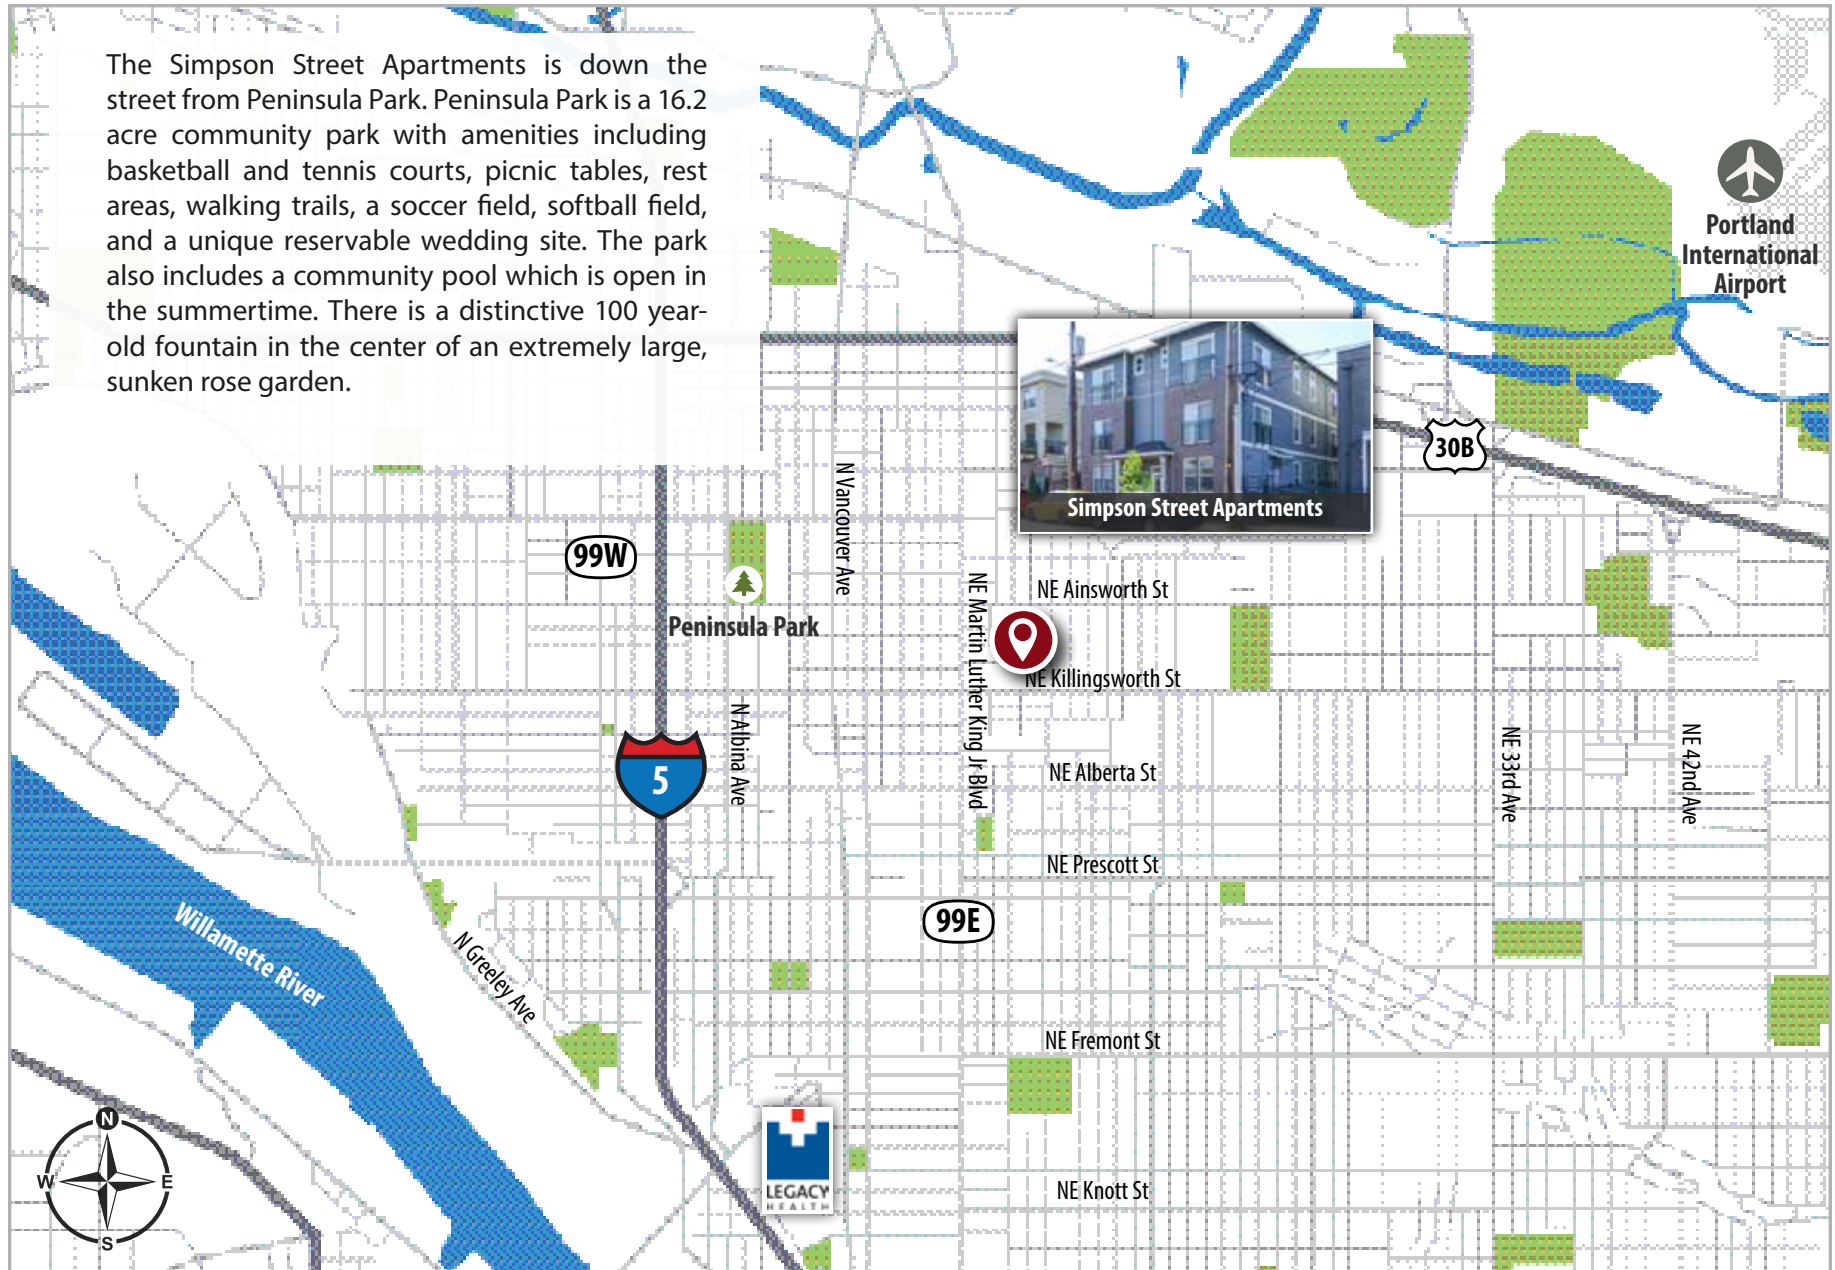 The Simpson Street Apartments is down the
street from Peninsula Park. Peninsula Park is a 16.2
acre community park with amenities including
basketball and tennis courts, picnic tables, rest
areas, walking trails, a soccer field, softball field,
and a unique reservable wedding site. The park
also includes a community pool which is open in
the summertime. There is a distinctive 100 year-
old fountain in the center of an extremely large,
sunken rose garden.
Portland
International
Airport
30B
Simpson Street Apartments
N Vancouver Ave
99W
Peninsula Park
NE Ainsworth St
NE Martin Luther King Jr Blvd
NE Killingsworth St
N Albina Ave
5
NE Alberta St
NE 33rd Ave
NE 42nd Ave
NE Prescott St
99E
Willamette River
N Greeley Ave
NE Fremont St
LEGACY
HEALTH
NE Knott St
N
W
E
S